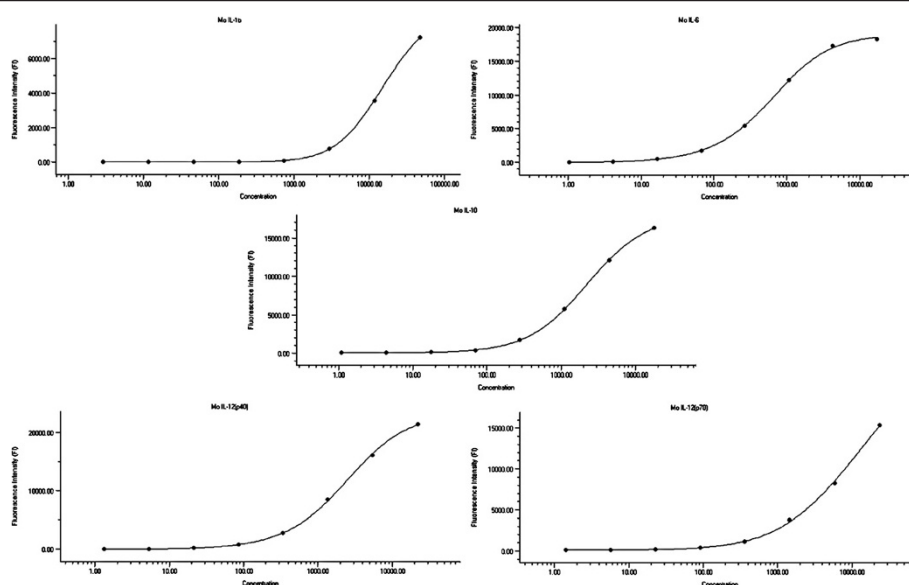 Mo IL-1α
Fluorescence Intensity (FI)
6000.00
4000.00
2000.00
0.00
1.00 10.00 100.00 1000.00 10000.00 100000.00
Concentration
Mo IL-6
Fluorescence Intensity (FI)
20000.00
15000.00
10000.00
5000.00
0.00
1.00 10.00 100.00 1000.00 10000.00
Concentration
Mo IL-10
Fluorescence Intensity (FI)
15000.00
10000.00
5000.00
0.00
1.00 10.00 100.00 1000.00 10000.00
Concentration
Mo IL-12(p40)
Fluorescence Intensity (FI)
20000.00
10000.00
0.00
1.00 10.00 100.00 1000.00 10000.00
Concentration
Mo IL-12(p70)
Fluorescence Intensity (FI)
15000.00
10000.00
5000.00
0.00
1.00 10.00 100.00 1000.00 10000.00
Concentration